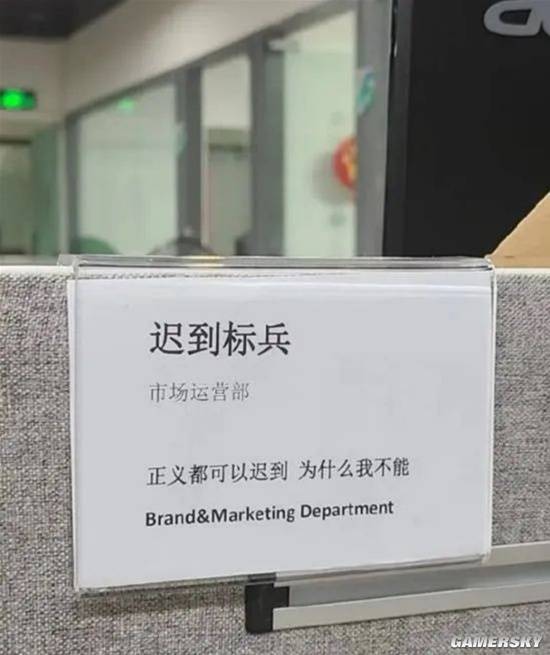 迟到标兵
市场运营部
正义都可以迟到 为什么我不能
Brand&Marketing Department
GAMERSKY